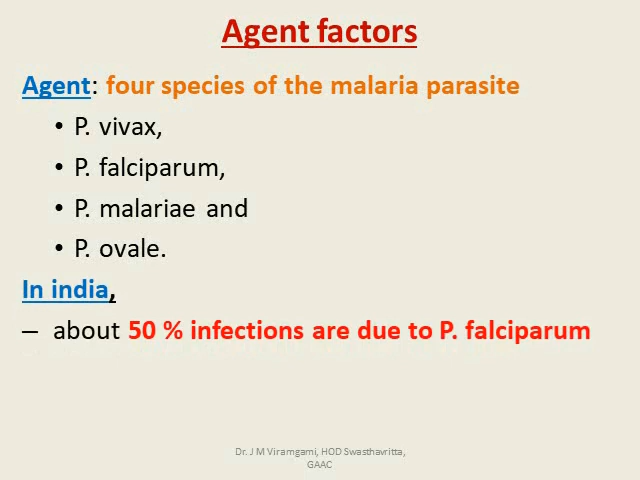 Agent factors
Agent: four species of the malaria parasite
• P. vivax,
• P. falciparum,
• P. malariae and
• P. ovale.
In india,
– about 50 % infections are due to P. falciparum
Dr. J M Viramgami, HOD Swasthavritta,
GAAC